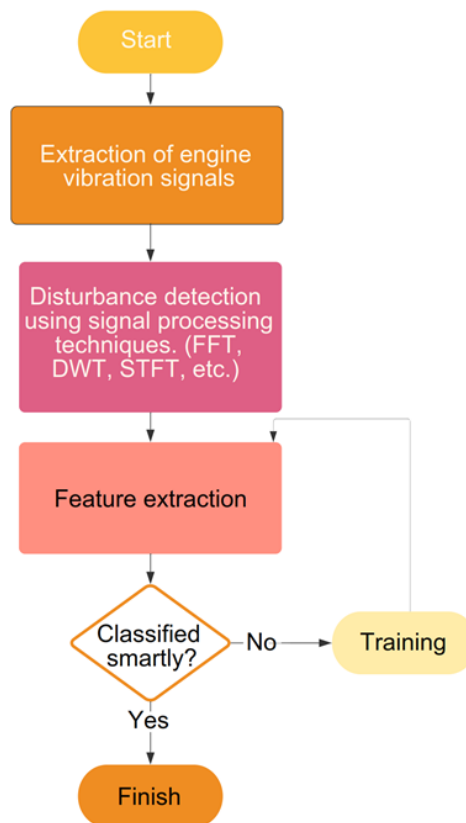 Start
Extraction of engine
vibration signals
Disturbance detection
using signal processing
techniques. (FFT,
DWT, STFT, etc.)
Feature extraction
Classified
smartly?
No
Training
Yes
Finish